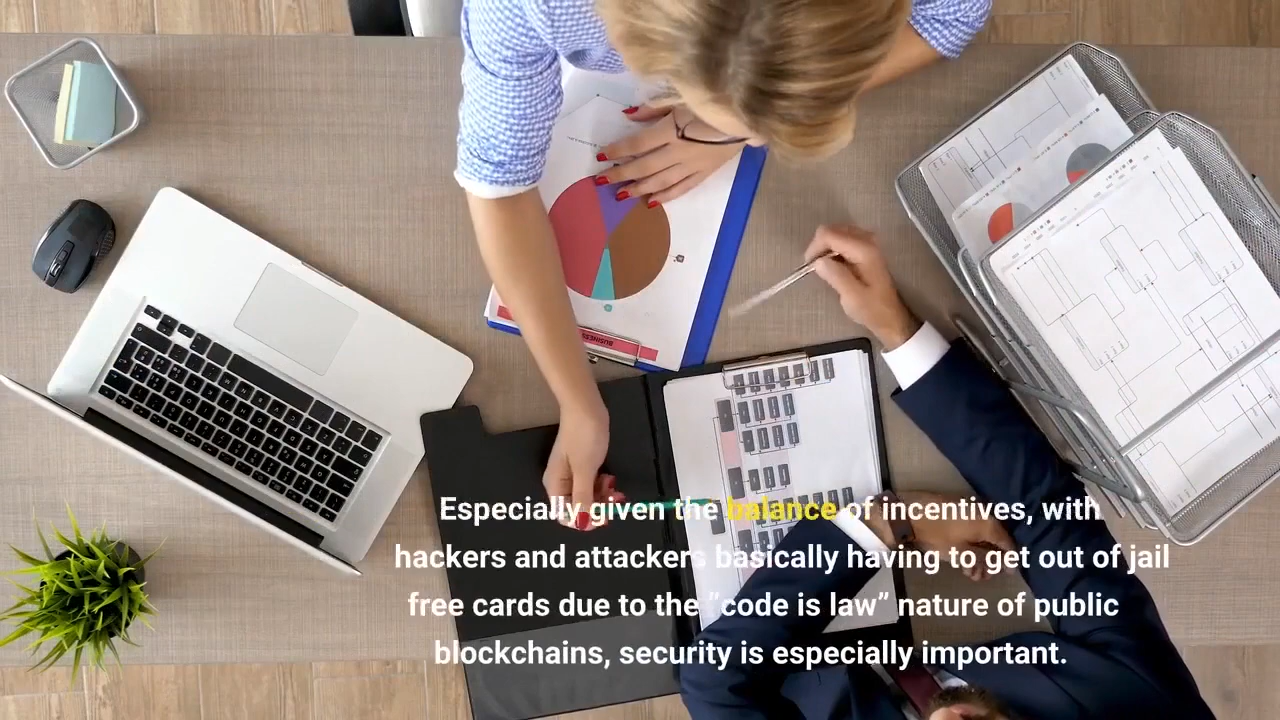 BUSINESS
Especially given the balance of incentives, with
hackers and attackers basically having to get out of jail
free cards due to the ”code is law” nature of public
blockchains, security is especially important.